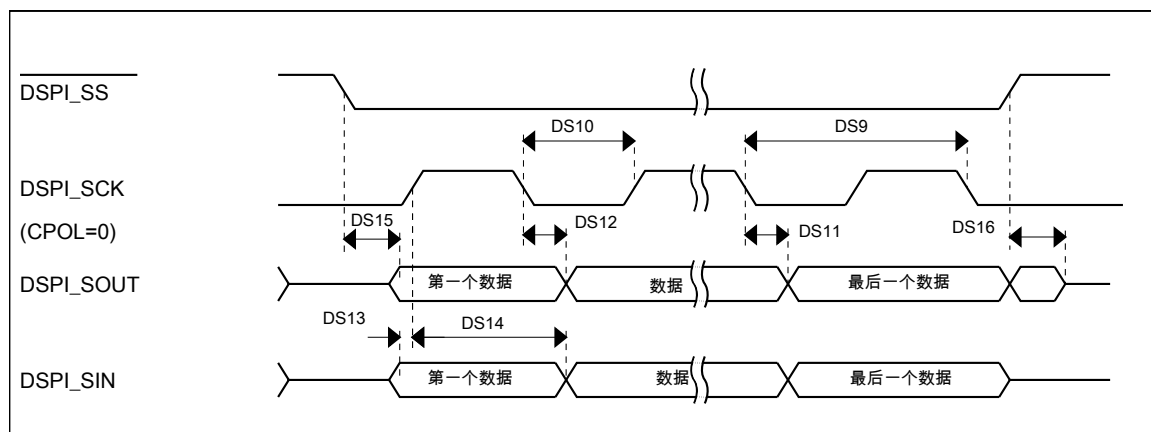 DSPI_SS
DS10
DS9
DSPI_SCK
(CPOL=0)
DS15
DS12
DS11
DS16
DSPI_SOUT
第一个数据
数据
最后一个数据
DS13
DS14
DSPI_SIN
第一个数据
数据
最后一个数据